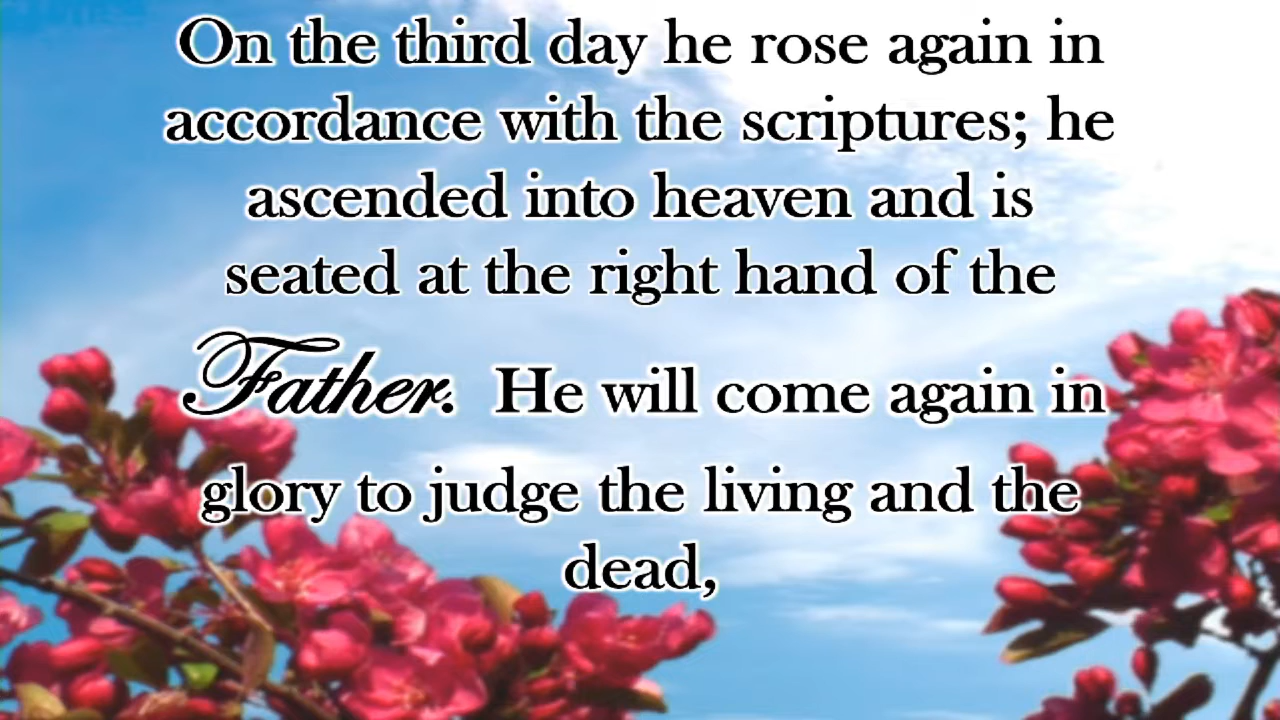 On the third day he rose again in
accordance with the scriptures; he
ascended into heaven and is
seated at the right hand of the
Father. He will come again in
glory to judge the living and the
dead,